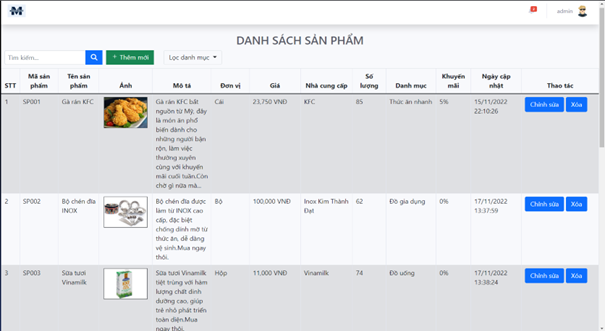 M
4
admin
DANH SÁCH SẢN PHẨM
Tìm kiếm...
+ Thêm mới
Lọc danh mục
STT Mã sản phẩm Tên sản phẩm Ảnh Mô tả Đơn vị Giá Nhà cung cấp Số lượng Danh mục Khuyến mãi Ngày cập nhật Thao tác
1 SP001 Gà rán KFC
Gà rán KFC bắt
nguồn từ Mỹ, đây
là món ăn phổ
biến dành cho
những người bận
rộn, làm việc
thường xuyên
cùng với khuyến
mãi cuối tuần.Còn
chờ gì nữa mà...
Cái 23,750 VNĐ KFC 85 Thức ăn nhanh 5% 15/11/2022
22:10:26
Chỉnh sửa Xóa
2 SP002 Bộ chén đĩa
INOX
Bộ chén đĩa được
làm từ INOX cao
cấp, đặc biệt
chống dính mỡ từ
thức ăn, dễ dàng
vệ sinh.Mua ngay
thôi.
Bộ 100,000 VNĐ Inox Kim Thành
Đạt
62 Đồ gia dụng 0% 17/11/2022
13:37:59
Chỉnh sửa Xóa
3 SP003 Sữa tươi
Vinamilk
Sữa tươi Vinamilk
tiệt trùng với hàm
lượng chất dinh
dưỡng cao, giúp
trẻ nhỏ phát triển
toàn diện.Mua
ngay thôi.
Hộp 11,000 VNĐ Vinamilk 74 Đồ uống 0% 17/11/2022
13:38:24
Chỉnh sửa Xóa